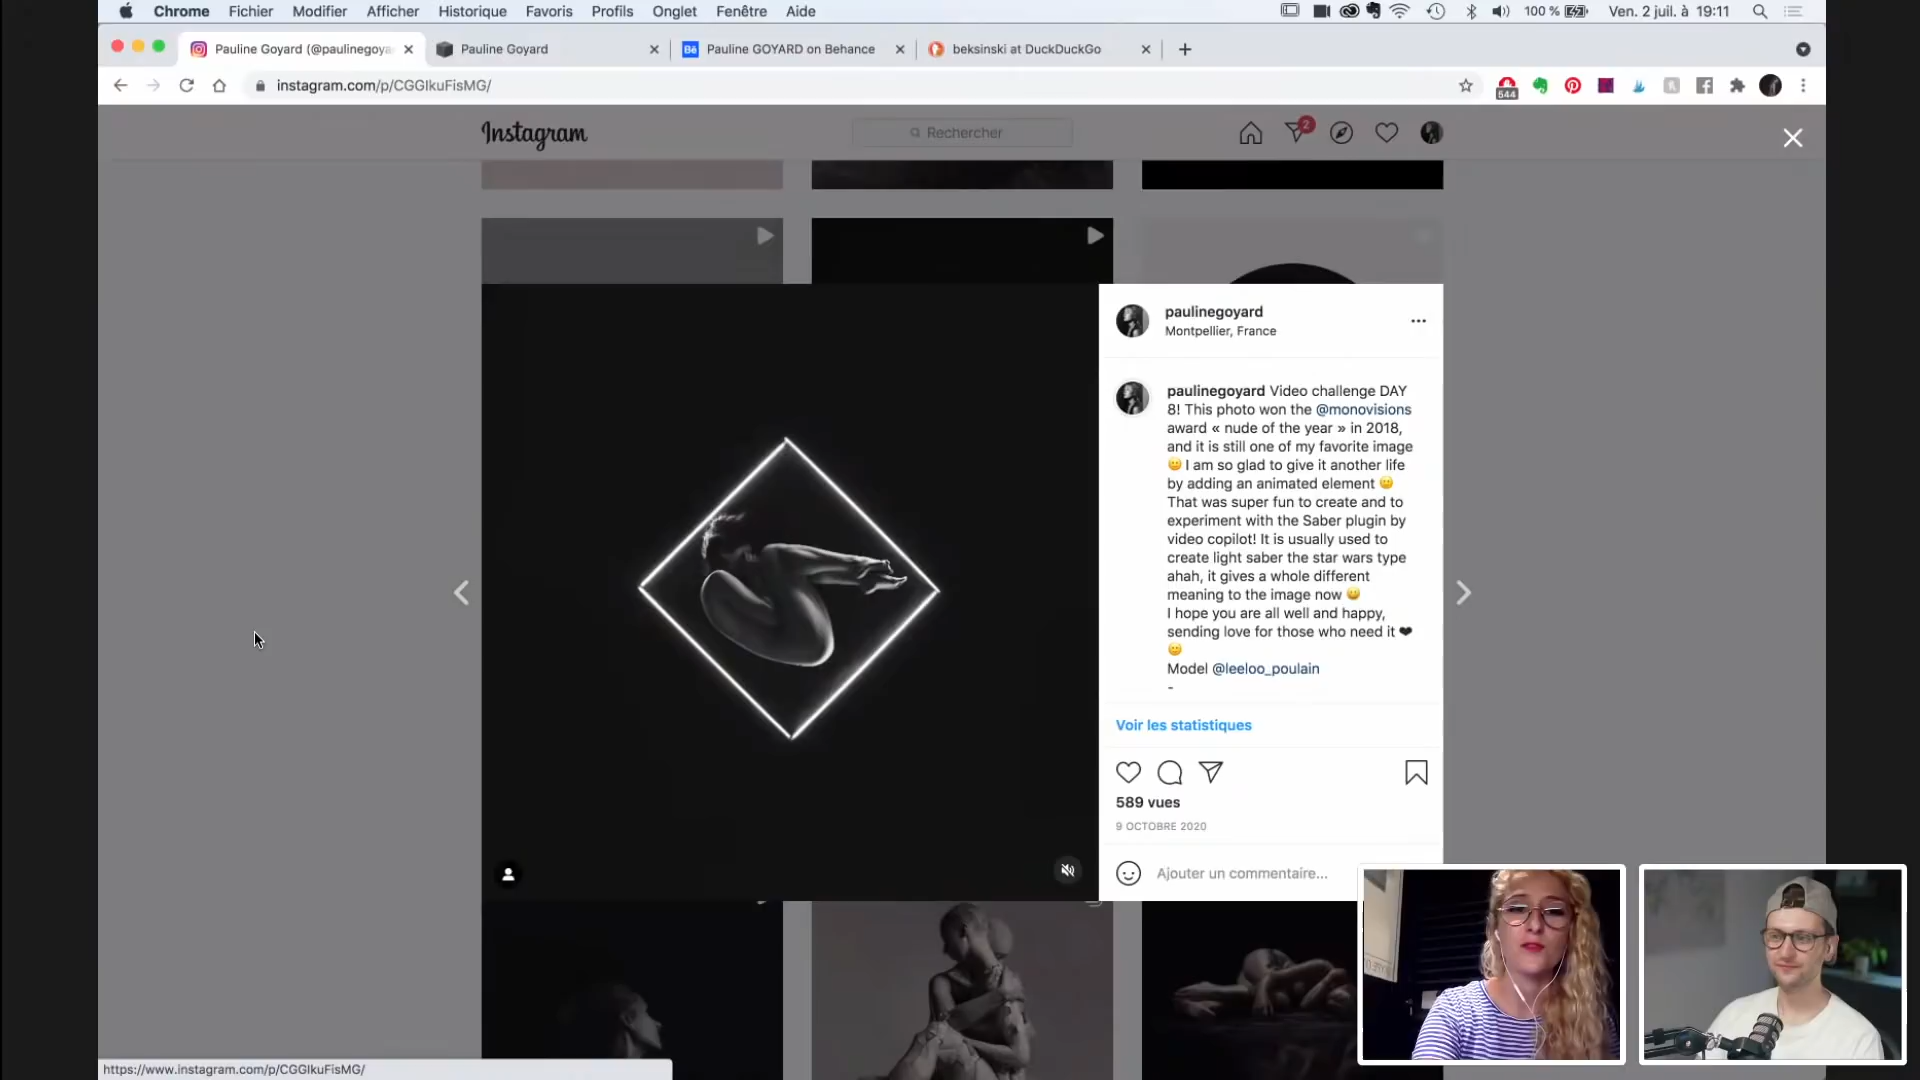 Chrome Fichier Modifier Afficher Historique Favoris Profils Onglet Fenêtre Aide 100 % Ven. 2 juil. à 19:11
Pauline Goyard (@paulinegoya Pauline Goyard Bē Pauline GOYARD on Behance beksinski at DuckDuckGo
instagram.com/p/CGGIkuFisMG/ 544
Instagram Rechercher 2
paulinegoyard
Montpellier, France
paulinegoyard Video challenge DAY
8! This photo won the @monovisions
award « nude of the year » in 2018,
and it is still one of my favorite image
🙂 I am so glad to give it another life
by adding an animated element 🙂
That was super fun to create and to
experiment with the Saber plugin by
video copilot! It is usually used to
create light saber the star wars type
ahah, it gives a whole different
meaning to the image now 😄
I hope you are all well and happy,
sending love for those who need it ❤
🙂
Model @leeloo_poulain
-
Voir les statistiques
589 vues
9 OCTOBRE 2020
Ajouter un commentaire...
https://www.instagram.com/p/CGGIkuFisMG/